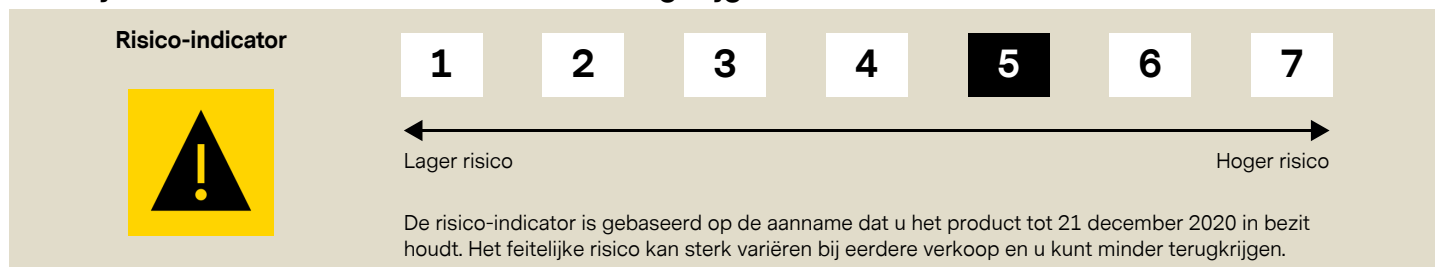 Risico-indicator
1 2 3 4 5 6 7
Lager risico Hoger risico
De risico-indicator is gebaseerd op de aanname dat u het product tot 21 december 2020 in bezit
houdt. Het feitelijke risico kan sterk variëren bij eerdere verkoop en u kunt minder terugkrijgen.